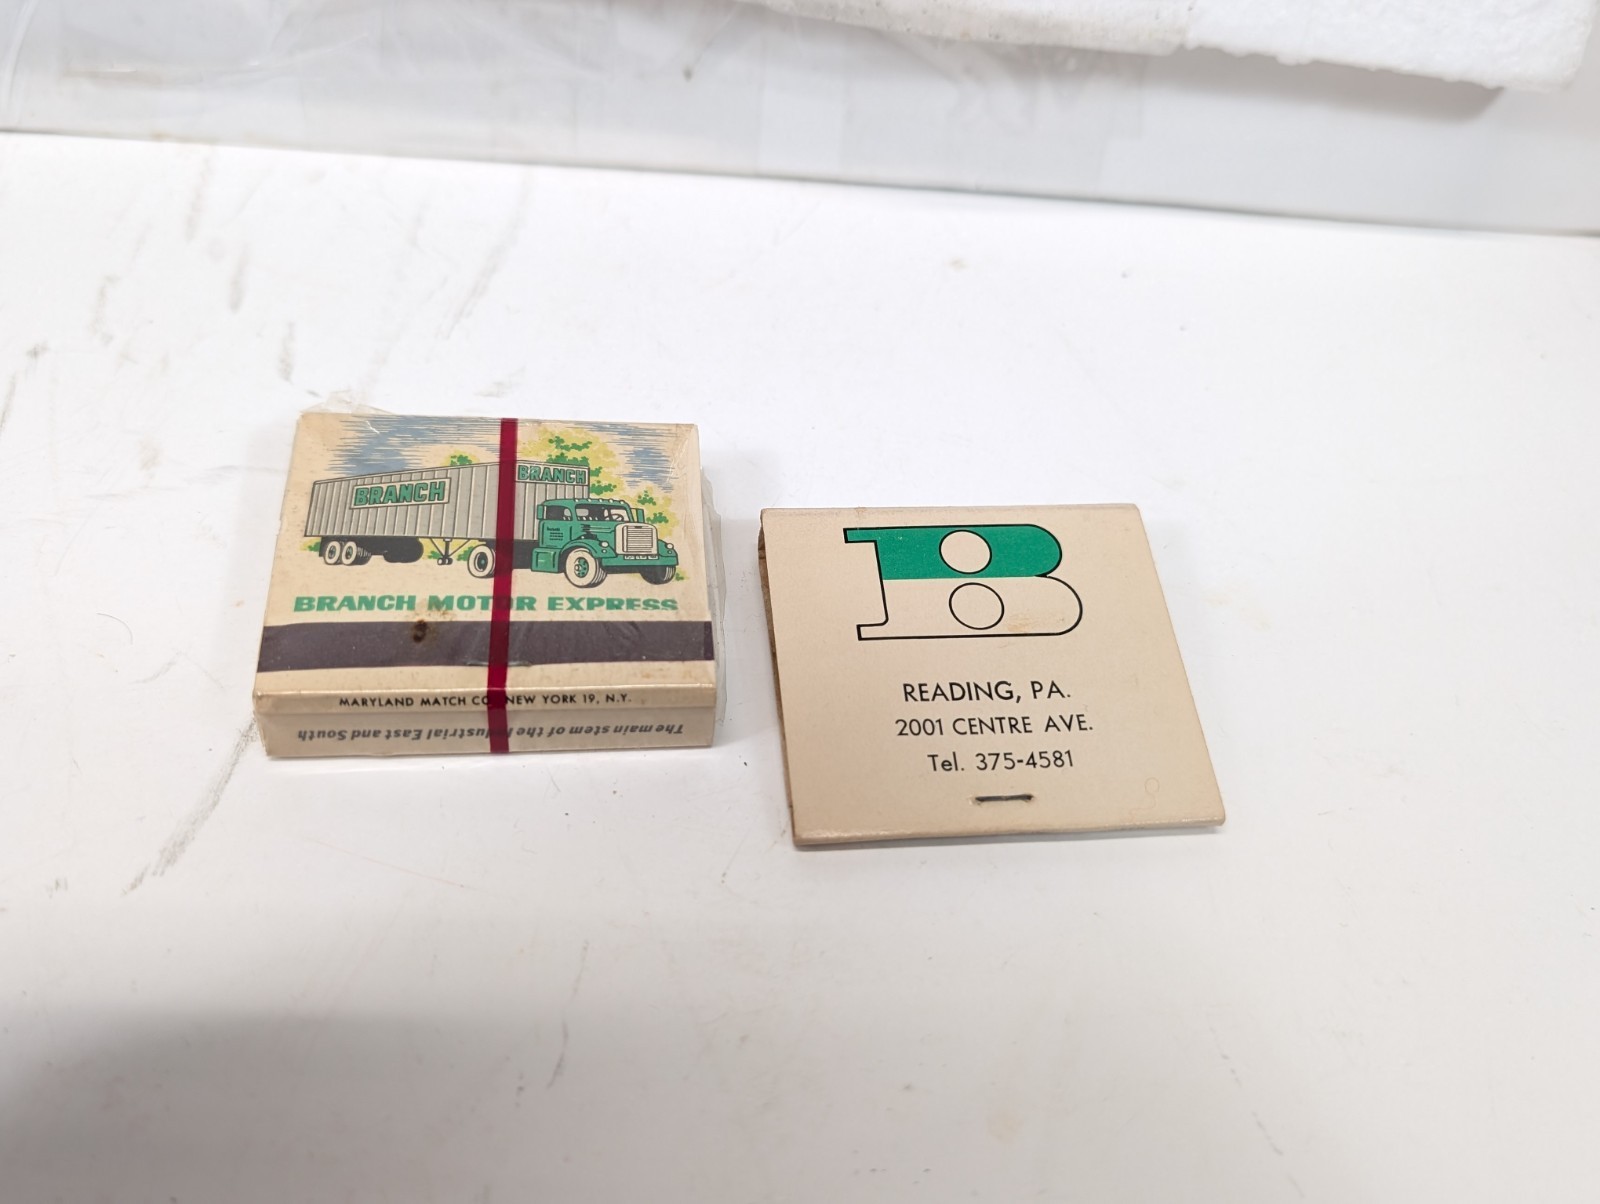 BRANCH
BRANCH
BRANCH MOTOR EXPRESS
MARYLAND MATCH CO NEW YORK 19, N.Y.
The main stem of the Industrial East and South
B
READING, PA.
2001 CENTRE AVE.
Tel. 375-4581